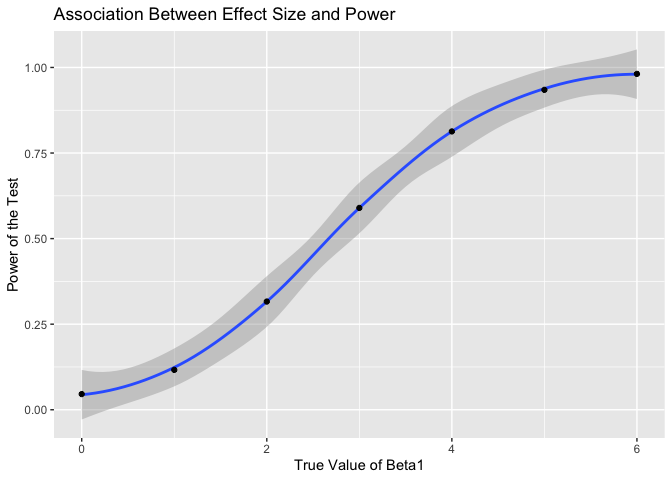 Association Between Effect Size and Power
Power of the Test
1.00
0.75
0.50
0.25
0.00
0 2 4 6
True Value of Beta1